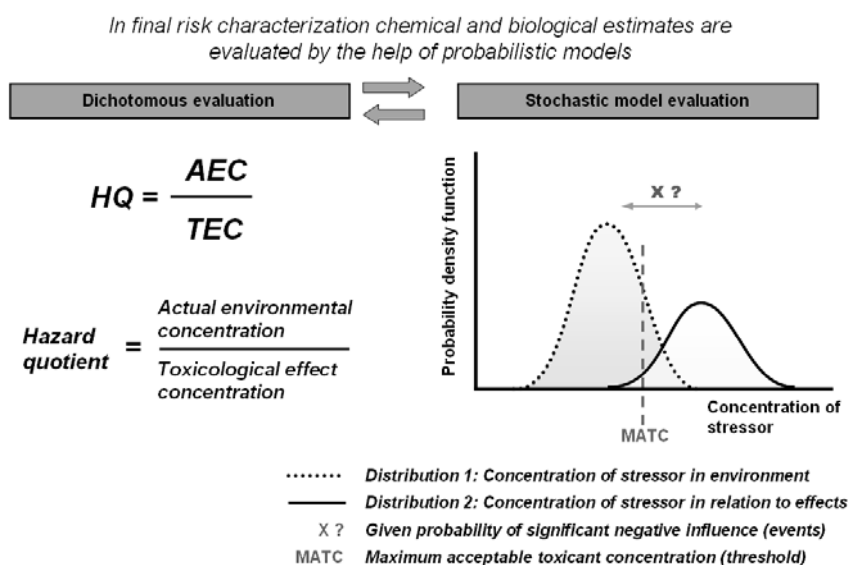 In final risk characterization chemical and biological estimates are
evaluated by the help of probabilistic models
Dichotomous evaluation
Stochastic model evaluation
HQ = AEC
TEC
Hazard quotient = Actual environmental concentration
Toxicological effect concentration
Probability density function
X ?
MATC
Concentration of
stressor
Distribution 1: Concentration of stressor in environment
Distribution 2: Concentration of stressor in relation to effects
X ? Given probability of significant negative influence (events)
MATC Maximum acceptable toxicant concentration (threshold)